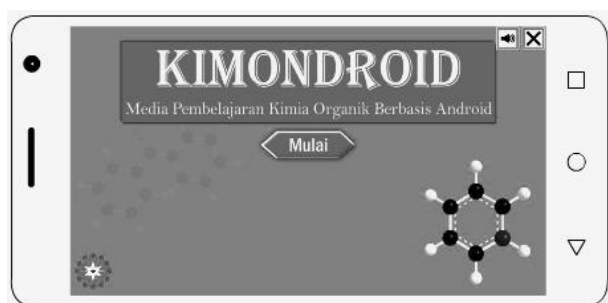 KIMONDROID
Media Pembelajaran Kimia Organik Berbasis Android
Mulai